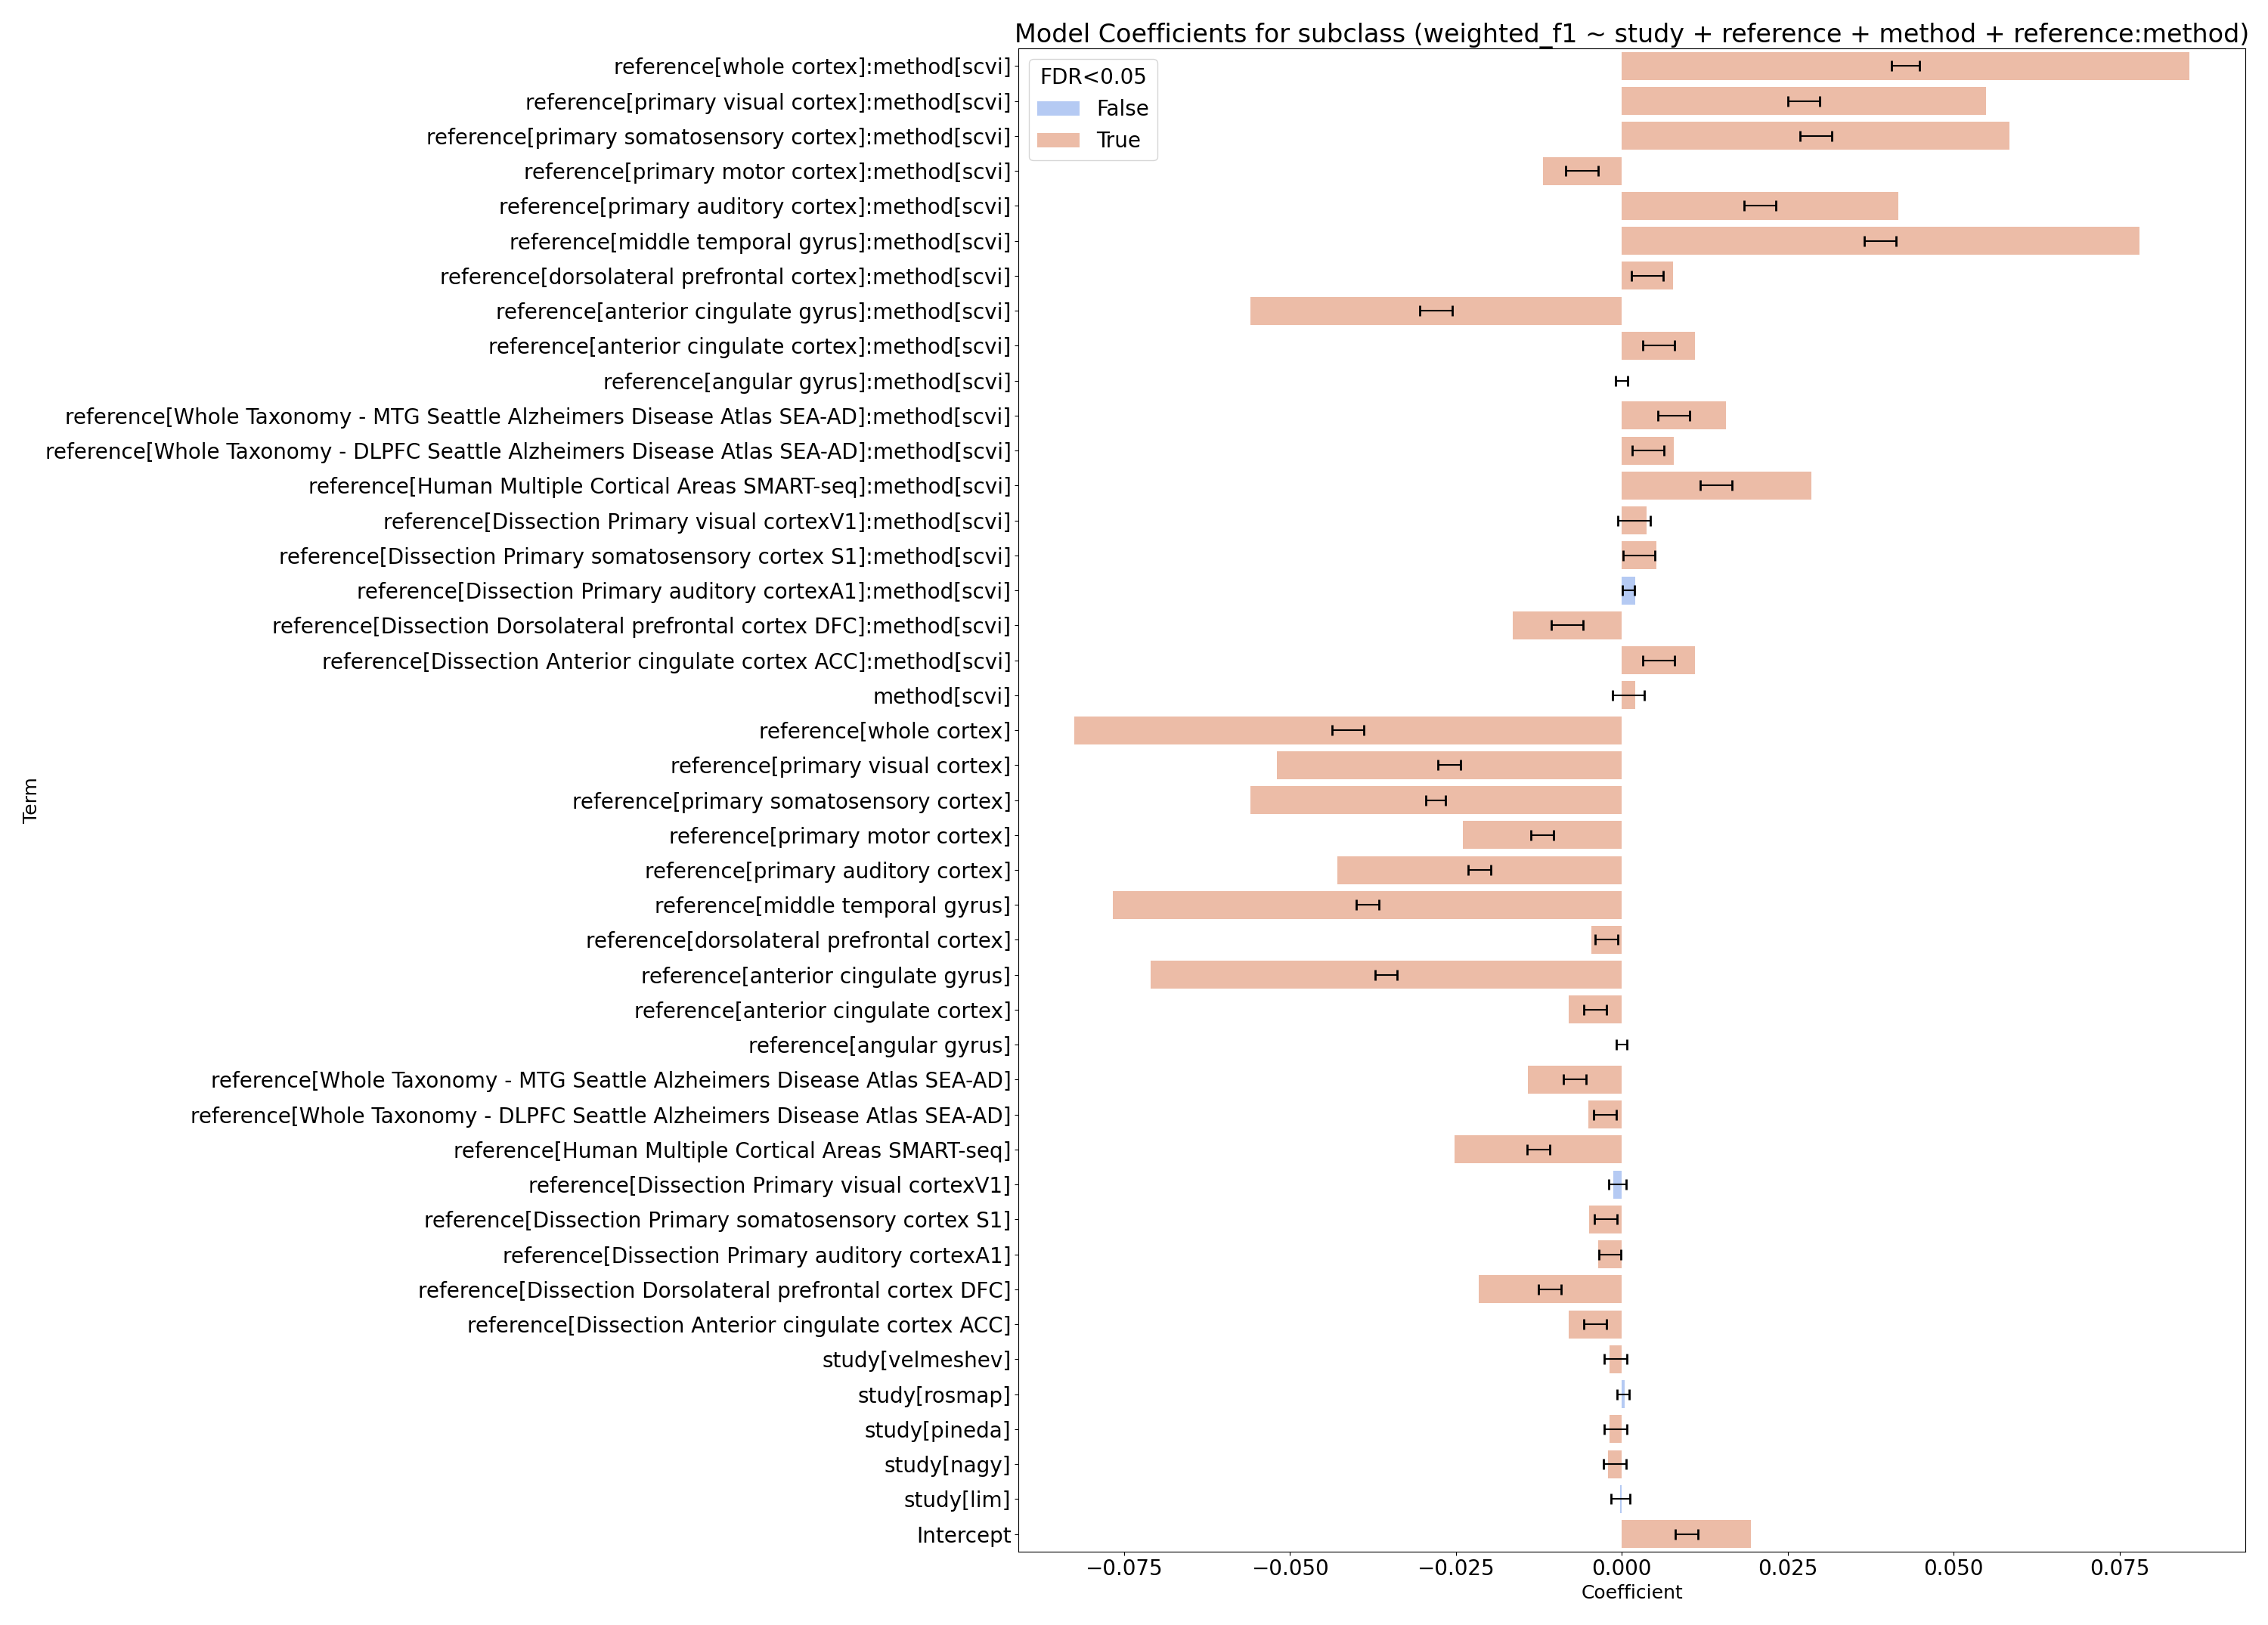 Model Coefficients for subclass (weighted_f1 ~ study + reference + method + reference:method)
FDR<0.05
False
True
reference[whole cortex]:method[scvi]
reference[primary visual cortex]:method[scvi]
reference[primary somatosensory cortex]:method[scvi]
reference[primary motor cortex]:method[scvi]
reference[primary auditory cortex]:method[scvi]
reference[middle temporal gyrus]:method[scvi]
reference[dorsolateral prefrontal cortex]:method[scvi]
reference[anterior cingulate gyrus]:method[scvi]
reference[anterior cingulate cortex]:method[scvi]
reference[angular gyrus]:method[scvi]
reference[Whole Taxonomy - MTG Seattle Alzheimers Disease Atlas SEA-AD]:method[scvi]
reference[Whole Taxonomy - DLPFC Seattle Alzheimers Disease Atlas SEA-AD]:method[scvi]
reference[Human Multiple Cortical Areas SMART-seq]:method[scvi]
reference[Dissection Primary visual cortexV1]:method[scvi]
reference[Dissection Primary somatosensory cortex S1]:method[scvi]
reference[Dissection Primary auditory cortexA1]:method[scvi]
reference[Dissection Dorsolateral prefrontal cortex DFC]:method[scvi]
reference[Dissection Anterior cingulate cortex ACC]:method[scvi]
method[scvi]
reference[whole cortex]
reference[primary visual cortex]
reference[primary somatosensory cortex]
reference[primary motor cortex]
reference[primary auditory cortex]
reference[middle temporal gyrus]
reference[dorsolateral prefrontal cortex]
reference[anterior cingulate gyrus]
reference[anterior cingulate cortex]
reference[angular gyrus]
reference[Whole Taxonomy - MTG Seattle Alzheimers Disease Atlas SEA-AD]
reference[Whole Taxonomy - DLPFC Seattle Alzheimers Disease Atlas SEA-AD]
reference[Human Multiple Cortical Areas SMART-seq]
reference[Dissection Primary visual cortexV1]
reference[Dissection Primary somatosensory cortex S1]
reference[Dissection Primary auditory cortexA1]
reference[Dissection Dorsolateral prefrontal cortex DFC]
reference[Dissection Anterior cingulate cortex ACC]
study[velmeshev]
study[rosmap]
study[pineda]
study[nagy]
study[lim]
Intercept
Term
−0.075 −0.050 −0.025 0.000 0.025 0.050 0.075
Coefficient